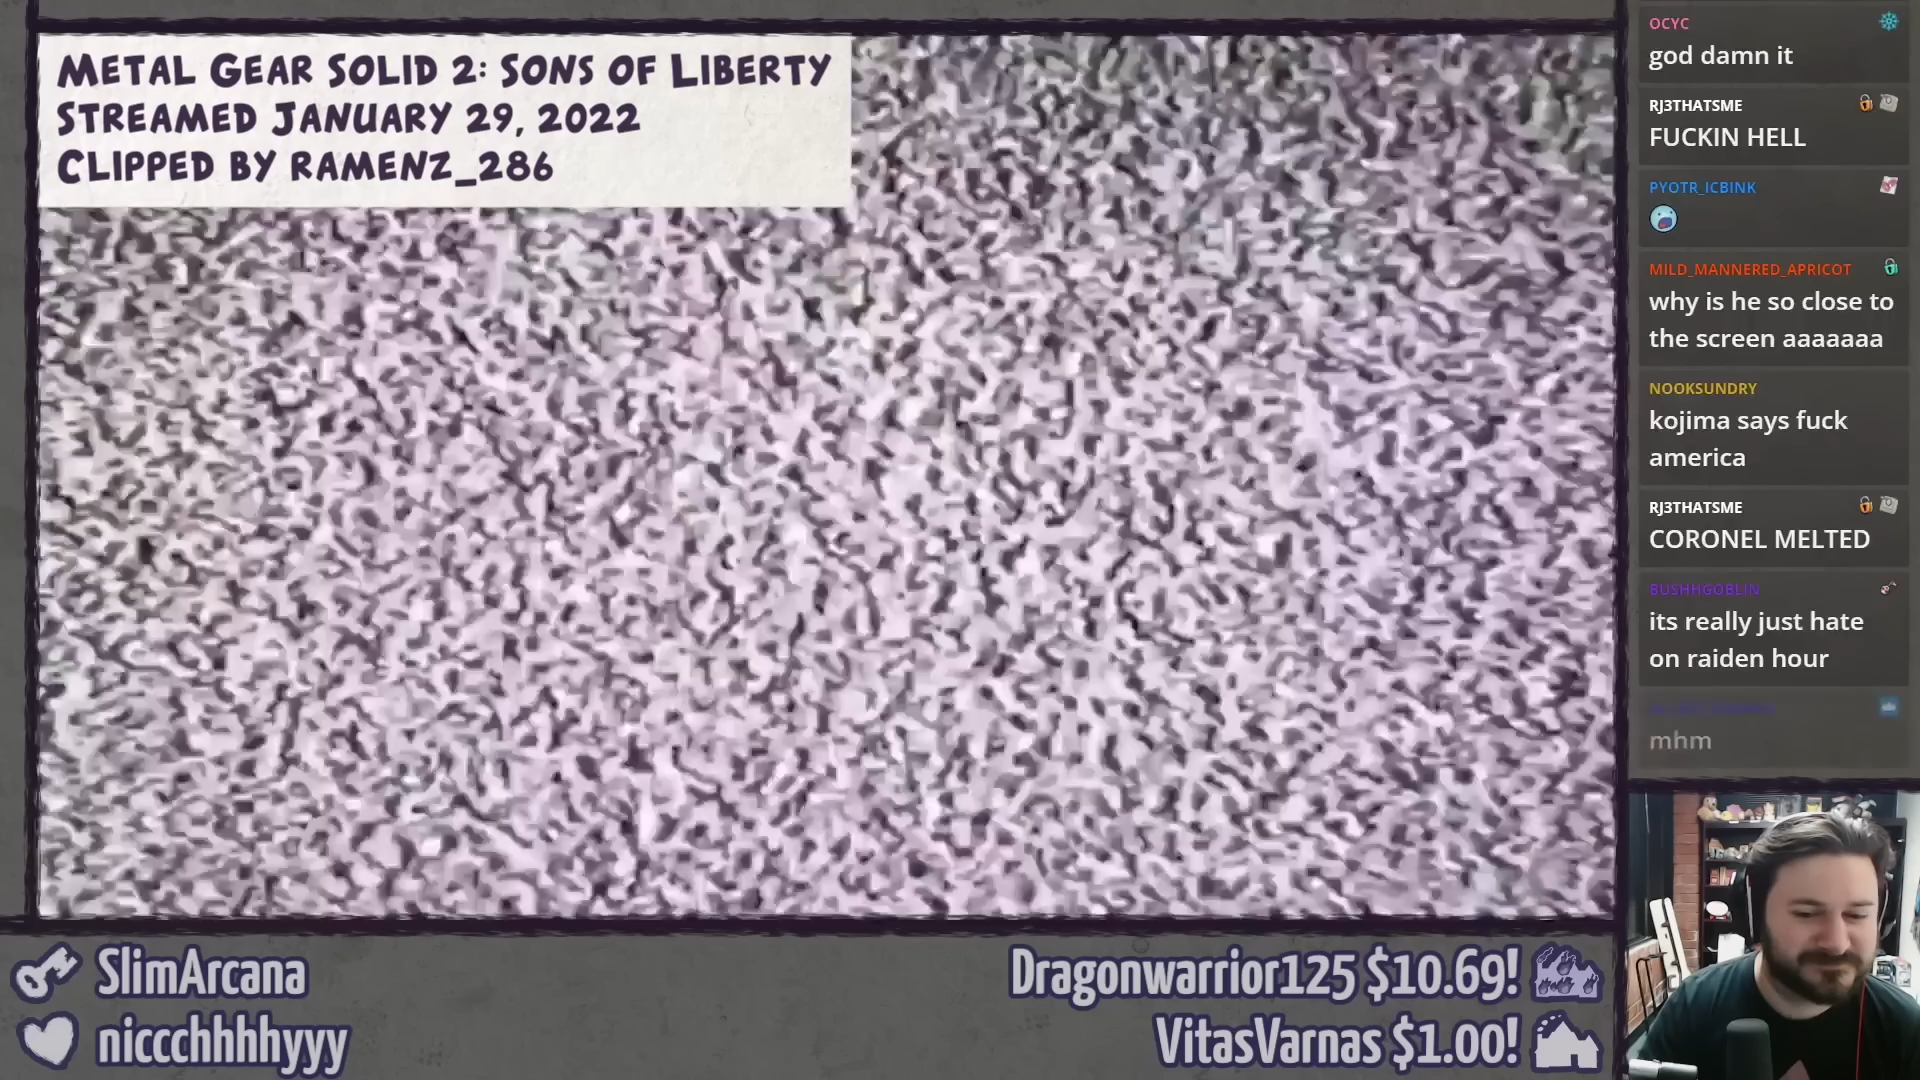 Metal Gear Solid 2: Sons of Liberty
Streamed January 29, 2022
Clipped by ramenz_286
OCYC
god damn it
RJ3THATSME
FUCKIN HELL
PYOTR_ICBINK
MILD_MANNERED_APRICOT
why is he so close to
the screen aaaaaaa
NOOKSUNDRY
kojima says fuck
america
RJ3THATSME
CORONEL MELTED
BUSHHGOBLIN
its really just hate
on raiden hour
mhm
SlimArcana
niccchhhhyyy
Dragonwarrior125 $10.69!
VitasVarnas $1.00!